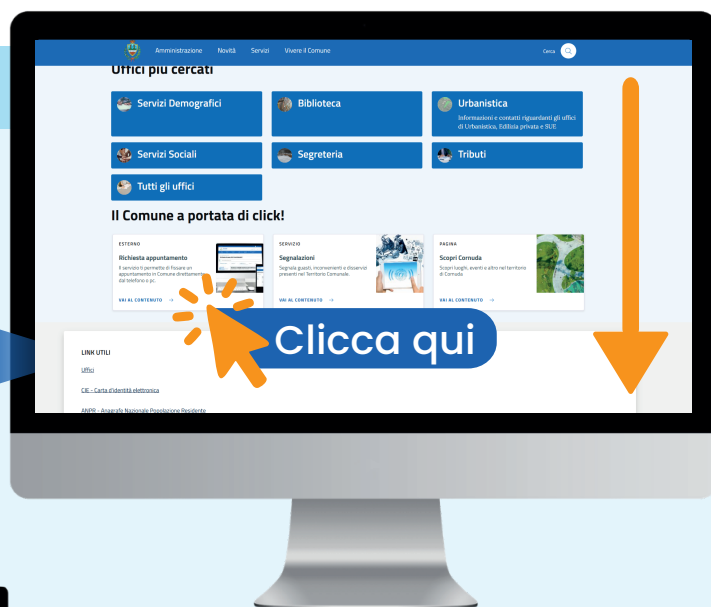 Amministrazione Novità Servizi Vivere il Comune Cerca
Uffici più cercati
Servizi Demografici
Biblioteca
Urbanistica
Informazioni e contatti riguardanti gli uffici
di Urbanistica, Edilizia privata e SUE
Servizi Sociali
Segreteria
Tributi
Tutti gli uffici
Il Comune a portata di click!
ESTERNO
Richiesta appuntamento
Il servizio ti permette di fissare un
appuntamento in Comune direttamente
dal telefono o pc.
VAI AL CONTENUTO →
SERVIZIO
Segnalazioni
Segnala guasti, inconvenienti e disservizi
presenti nel Territorio Comunale.
VAI AL CONTENUTO →
PAGINA
Scopri Cornuda
Scopri luoghi, eventi e altro nel territorio
di Cornuda
VAI AL CONTENUTO →
Clicca qui
LINK UTILI
Uffici
CIE - Carta d'identità elettronica
ANPR - Anagrafe Nazionale Popolazione Residente